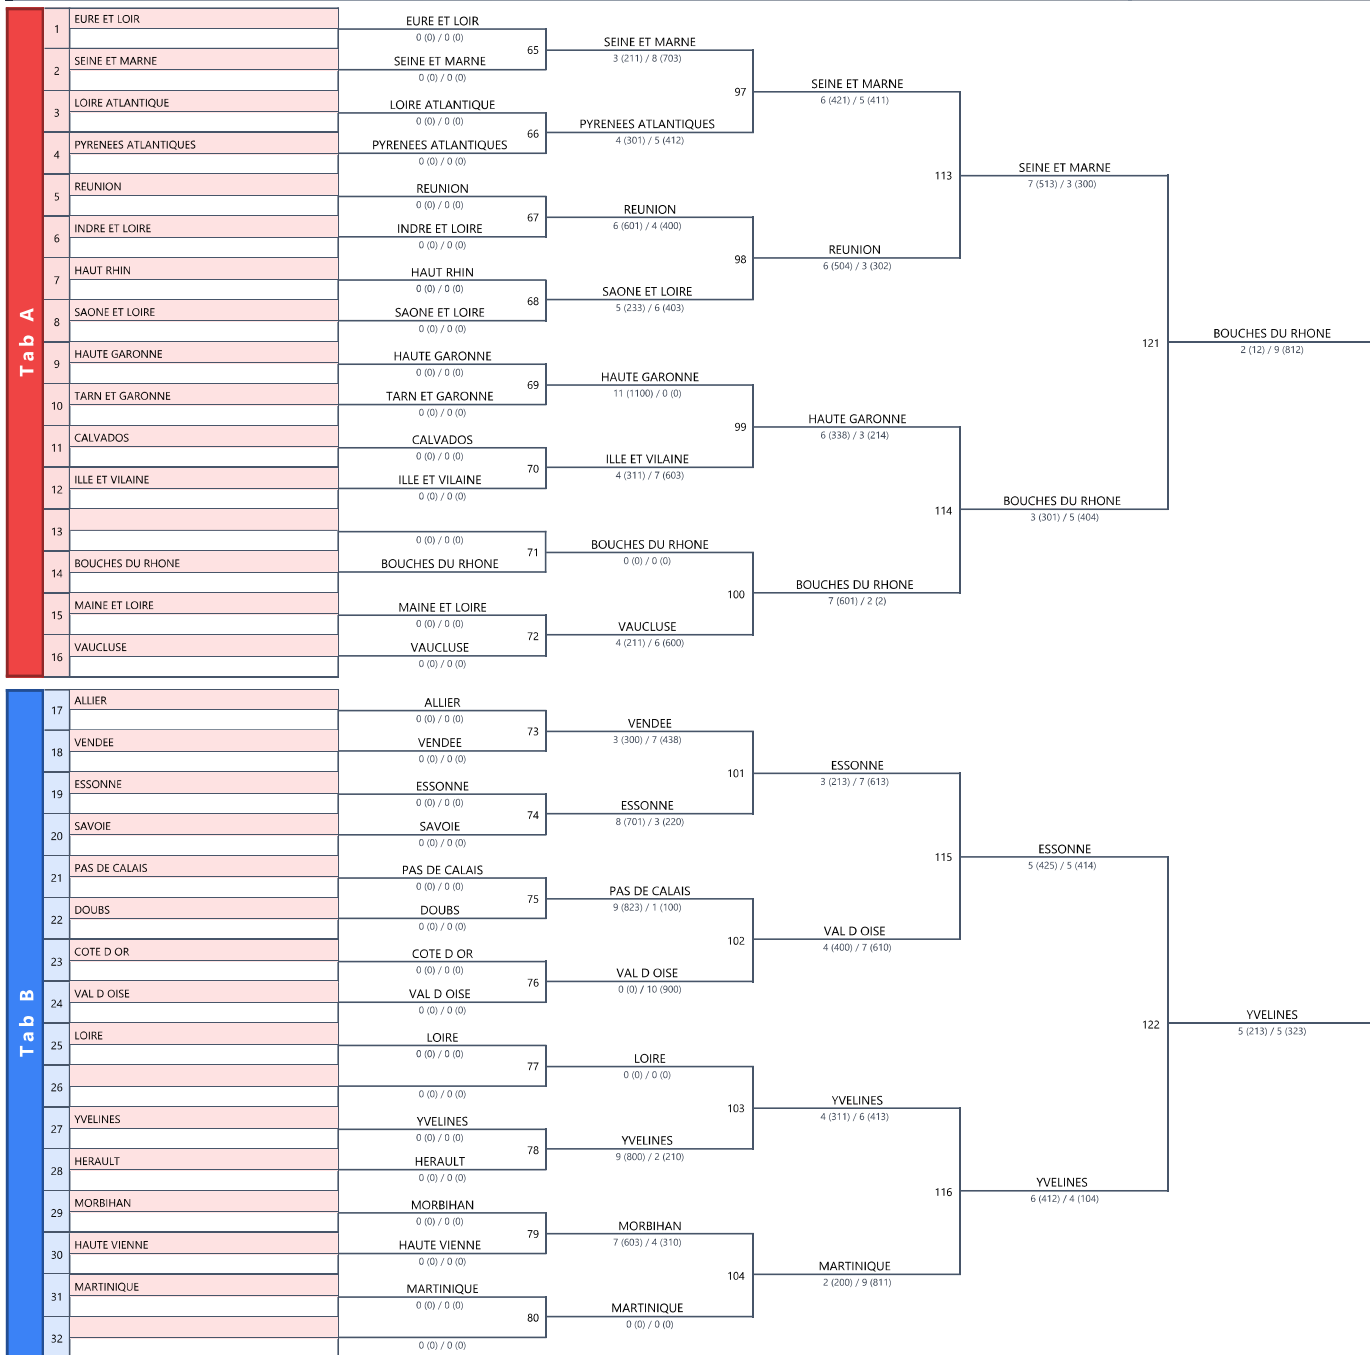 Tab A
1
EURE ET LOIR
2
SEINE ET MARNE
3
LOIRE ATLANTIQUE
4
PYRENEES ATLANTIQUES
5
REUNION
6
INDRE ET LOIRE
7
HAUT RHIN
8
SAONE ET LOIRE
9
HAUTE GARONNE
10
TARN ET GARONNE
11
CALVADOS
12
ILLE ET VILAINE
13
14
BOUCHES DU RHONE
15
MAINE ET LOIRE
16
VAUCLUSE
EURE ET LOIR
0 (0) / 0 (0)
65
SEINE ET MARNE
0 (0) / 0 (0)
LOIRE ATLANTIQUE
0 (0) / 0 (0)
66
PYRENEES ATLANTIQUES
0 (0) / 0 (0)
REUNION
0 (0) / 0 (0)
67
INDRE ET LOIRE
0 (0) / 0 (0)
HAUT RHIN
0 (0) / 0 (0)
68
SAONE ET LOIRE
0 (0) / 0 (0)
HAUTE GARONNE
0 (0) / 0 (0)
69
TARN ET GARONNE
0 (0) / 0 (0)
CALVADOS
0 (0) / 0 (0)
70
ILLE ET VILAINE
0 (0) / 0 (0)
0 (0) / 0 (0)
71
BOUCHES DU RHONE
MAINE ET LOIRE
0 (0) / 0 (0)
72
VAUCLUSE
0 (0) / 0 (0)
SEINE ET MARNE
3 (211) / 8 (703)
97
PYRENEES ATLANTIQUES
4 (301) / 5 (412)
REUNION
6 (601) / 4 (400)
98
SAONE ET LOIRE
5 (233) / 6 (403)
HAUTE GARONNE
11 (1100) / 0 (0)
99
ILLE ET VILAINE
4 (311) / 7 (603)
BOUCHES DU RHONE
0 (0) / 0 (0)
100
VAUCLUSE
4 (211) / 6 (600)
SEINE ET MARNE
6 (421) / 5 (411)
113
REUNION
6 (504) / 3 (302)
HAUTE GARONNE
6 (338) / 3 (214)
114
BOUCHES DU RHONE
7 (601) / 2 (2)
SEINE ET MARNE
7 (513) / 3 (300)
121
BOUCHES DU RHONE
3 (301) / 5 (404)
BOUCHES DU RHONE
2 (12) / 9 (812)
Tab B
17
ALLIER
18
VENDEE
19
ESSONNE
20
SAVOIE
21
PAS DE CALAIS
22
DOUBS
23
COTE D OR
24
VAL D OISE
25
LOIRE
26
27
YVELINES
28
HERAULT
29
MORBIHAN
30
HAUTE VIENNE
31
MARTINIQUE
32
ALLIER
0 (0) / 0 (0)
73
VENDEE
0 (0) / 0 (0)
ESSONNE
0 (0) / 0 (0)
74
SAVOIE
0 (0) / 0 (0)
PAS DE CALAIS
0 (0) / 0 (0)
75
DOUBS
0 (0) / 0 (0)
COTE D OR
0 (0) / 0 (0)
76
VAL D OISE
0 (0) / 0 (0)
LOIRE
0 (0) / 0 (0)
77
0 (0) / 0 (0)
YVELINES
0 (0) / 0 (0)
78
HERAULT
0 (0) / 0 (0)
MORBIHAN
0 (0) / 0 (0)
79
HAUTE VIENNE
0 (0) / 0 (0)
MARTINIQUE
0 (0) / 0 (0)
80
0 (0) / 0 (0)
VENDEE
3 (300) / 7 (438)
101
ESSONNE
8 (701) / 3 (220)
PAS DE CALAIS
9 (823) / 1 (100)
102
VAL D OISE
0 (0) / 10 (900)
LOIRE
0 (0) / 0 (0)
103
YVELINES
9 (800) / 2 (210)
MORBIHAN
7 (603) / 4 (310)
104
MARTINIQUE
0 (0) / 0 (0)
ESSONNE
3 (213) / 7 (613)
115
VAL D OISE
4 (400) / 7 (610)
YVELINES
4 (311) / 6 (413)
116
MARTINIQUE
2 (200) / 9 (811)
ESSONNE
5 (425) / 5 (414)
122
YVELINES
6 (412) / 4 (104)
YVELINES
5 (213) / 5 (323)